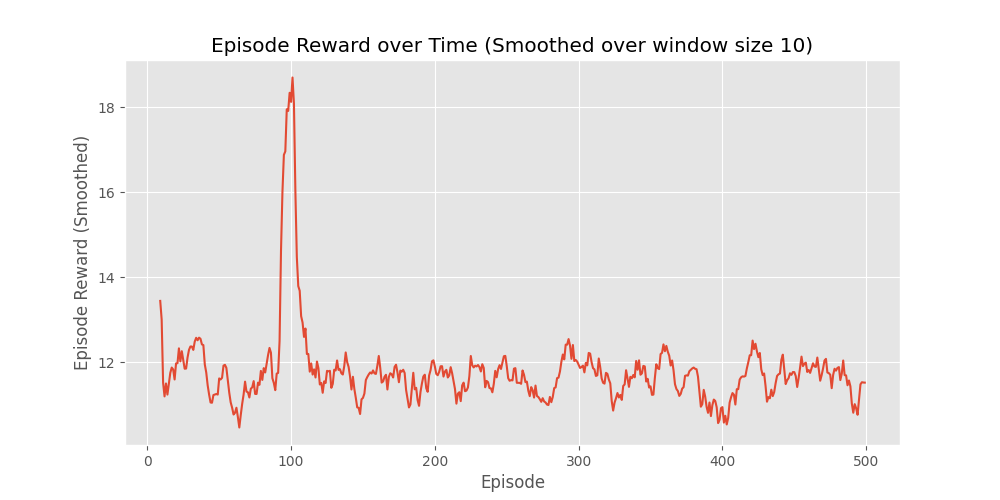 Episode Reward over Time (Smoothed over window size 10)
Episode Reward (Smoothed)
18
16
14
12
0 100 200 300 400 500
Episode